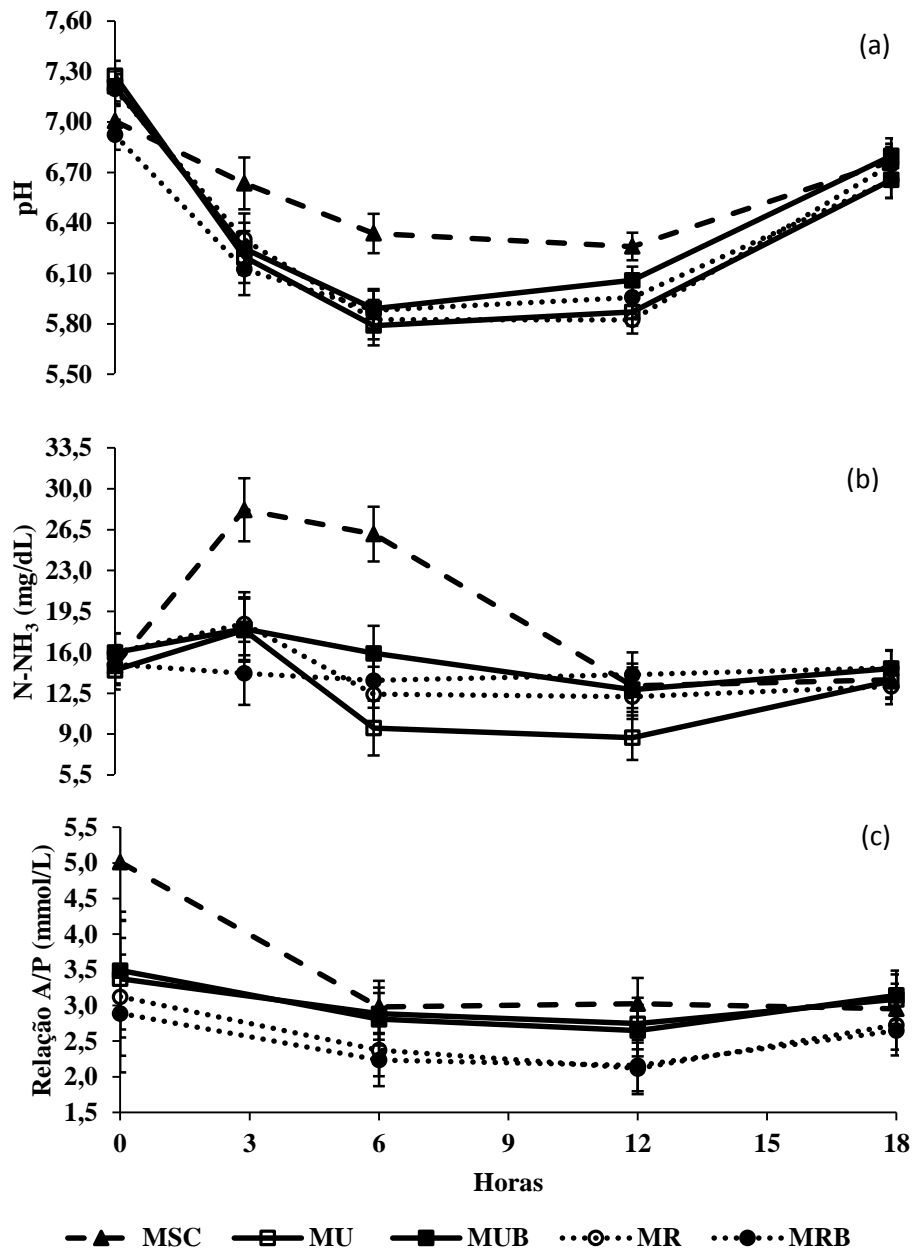 (a)
7,60
7,30
7,00
6,70
6,40
6,10
5,80
5,50
pH
(b)
33,5
30,0
26,5
23,0
19,5
16,0
12,5
9,0
5,5
N-NH₃ (mg/dL)
(c)
5,5
5,0
4,5
4,0
3,5
3,0
2,5
2,0
1,5
Relação A/P (mmol/L)
0 3 6 9 12 15 18
Horas
MSC MU MUB MR MRB